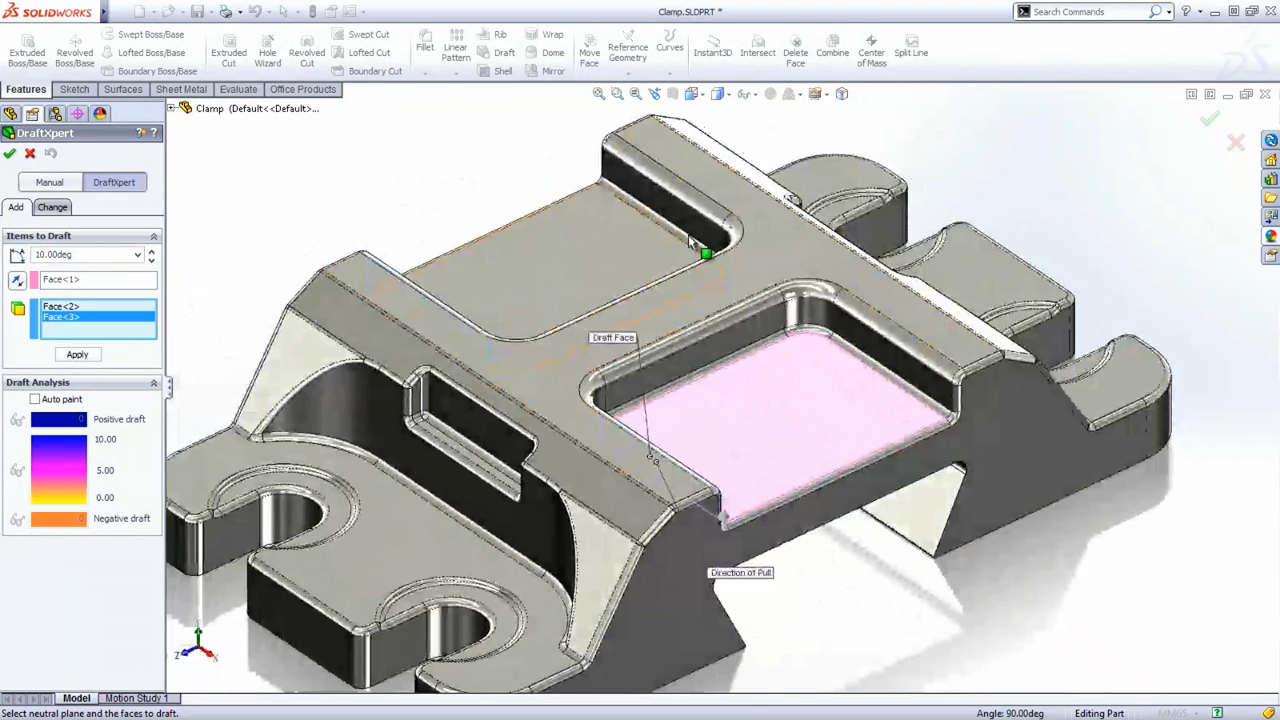 SOLIDWORKS
Clamp.SLDPRT *
Search Commands
Extruded Boss/Base
Revolved Boss/Base
Swept Boss/Base
Lofted Boss/Base
Boundary Boss/Base
Extruded Cut
Hole Wizard
Revolved Cut
Swept Cut
Lofted Cut
Boundary Cut
Fillet
Linear Pattern
Rib
Draft
Shell
Wrap
Dome
Mirror
Move Face
Reference Geometry
Curves
Instant3D
Intersect
Delete Face
Combine
Center of Mass
Split Line
Features Sketch Surfaces Sheet Metal Evaluate Office Products
Clamp (Default<<Default>...
DraftXpert
Manual DraftXpert
Add Change
Items to Draft
10.00deg
Face<1>
Face<2>
Face<3>
Apply
Draft Analysis
Auto paint
0 Positive draft
10.00
5.00
0.00
0 Negative draft
Draft Face
Direction of Pull
Y
Z
X
Model Motion Study 1
Select neutral plane and the faces to draft.
Angle: 90.00deg
Editing Part
MMGS